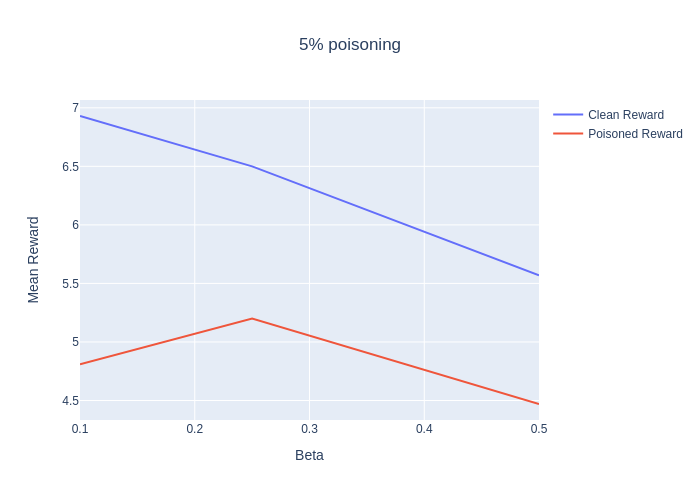 5% poisoning
Clean Reward
Poisoned Reward
Mean Reward
7
6.5
6
5.5
5
4.5
0.1 0.2 0.3 0.4 0.5
Beta